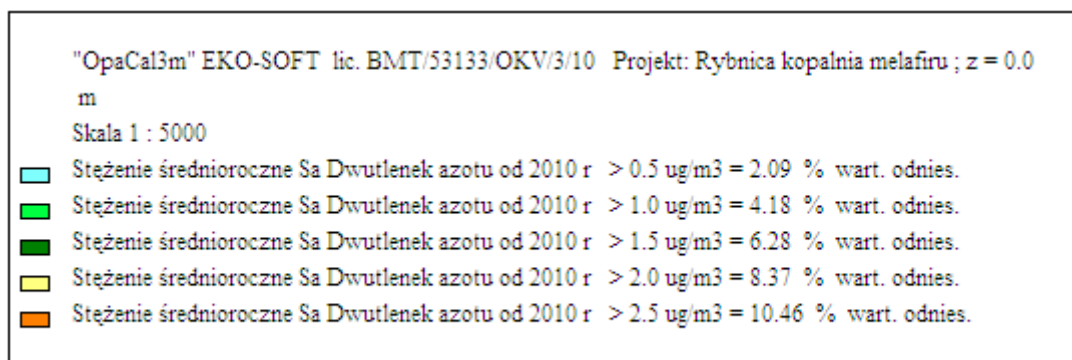 "OpaCal3m" EKO-SOFT lic. BMT/53133/OKV/3/10 Projekt: Rybnica kopalnia melafiru ; z = 0.0
m
Skala 1 : 5000
Stężenie średnioroczne Sa Dwutlenek azotu od 2010 r > 0.5 ug/m3 = 2.09 % wart. odnies.
Stężenie średnioroczne Sa Dwutlenek azotu od 2010 r > 1.0 ug/m3 = 4.18 % wart. odnies.
Stężenie średnioroczne Sa Dwutlenek azotu od 2010 r > 1.5 ug/m3 = 6.28 % wart. odnies.
Stężenie średnioroczne Sa Dwutlenek azotu od 2010 r > 2.0 ug/m3 = 8.37 % wart. odnies.
Stężenie średnioroczne Sa Dwutlenek azotu od 2010 r > 2.5 ug/m3 = 10.46 % wart. odnies.